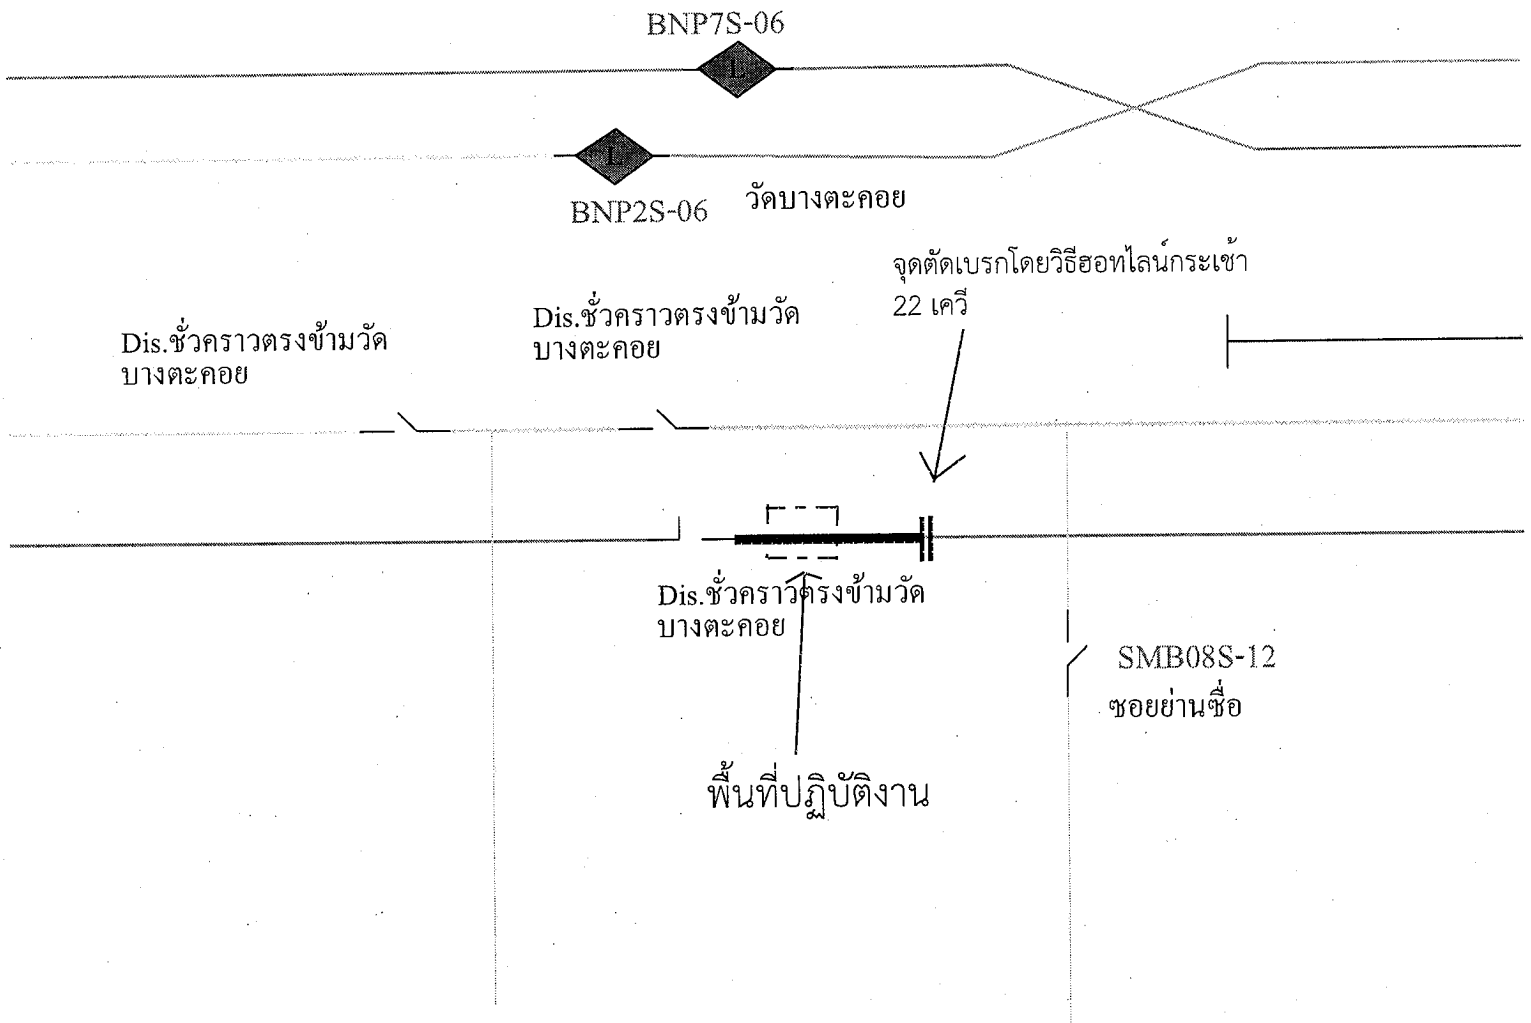 BNP7S-06
L
L
BNP2S-06
วัดบางตะคอย
จุดตัดเบรกโดยวิธีฮอทไลน์กระเช้า
22 เควี
Dis.ชั่วคราวตรงข้ามวัด
บางตะคอย
Dis.ชั่วคราวตรงข้ามวัด
บางตะคอย
Dis.ชั่วคราวตรงข้ามวัด
บางตะคอย
SMB08S-12
ซอยย่านซื่อ
พื้นที่ปฏิบัติงาน